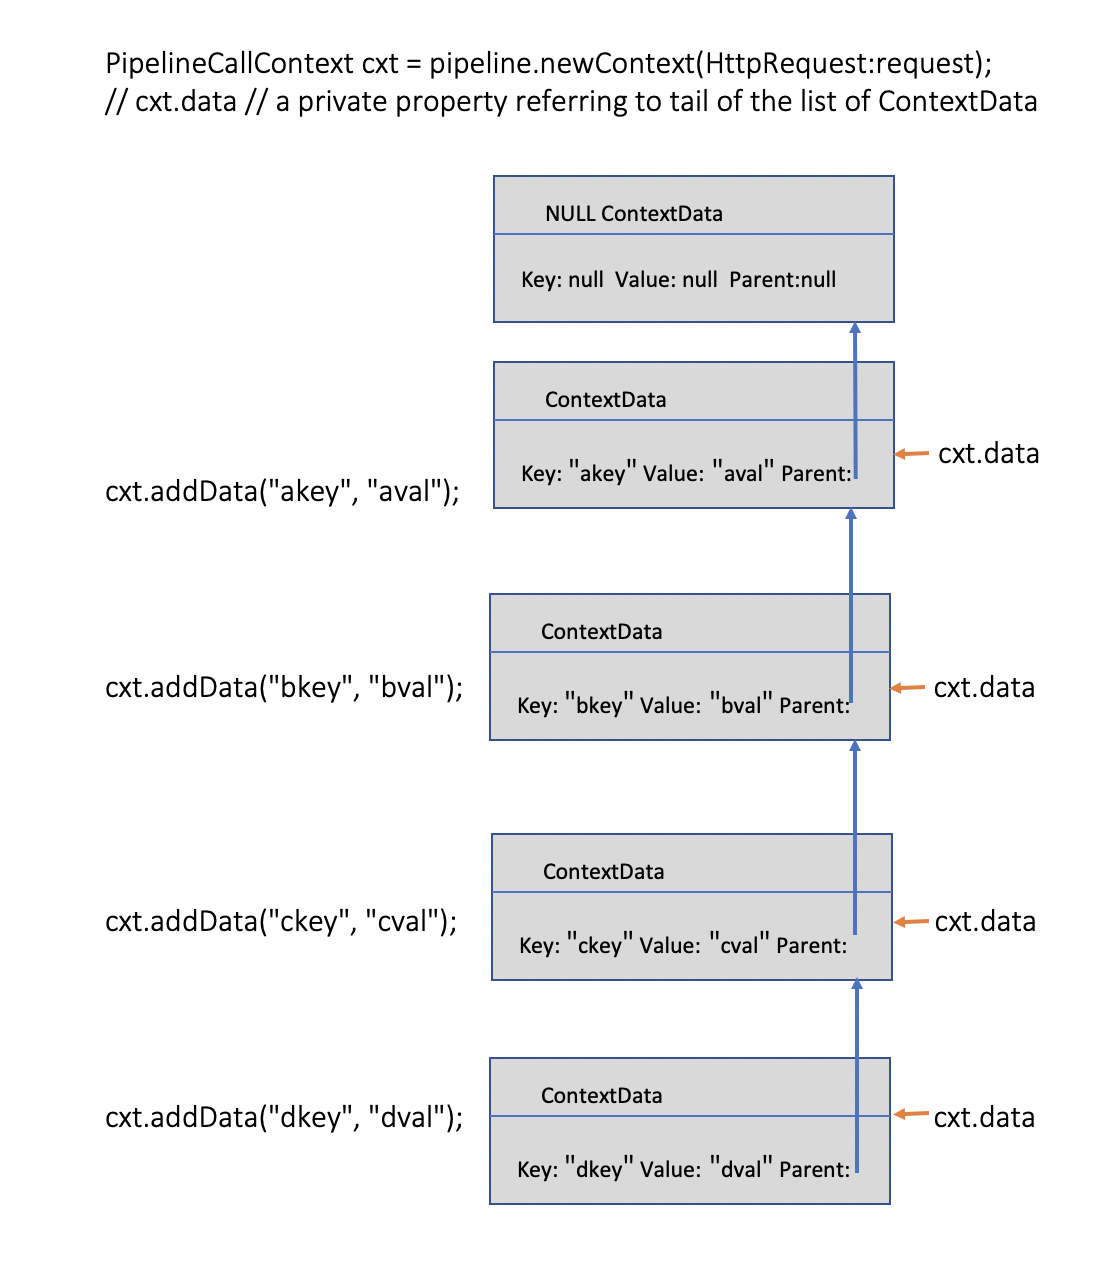 PipelineCallContext cxt = pipeline.newContext(HttpRequest:request);
// cxt.data // a private property referring to tail of the list of ContextData
NULL ContextData
Key: null  Value: null  Parent:null
ContextData
Key: "akey" Value: "aval" Parent:
cxt.data
cxt.addData("akey", "aval");
ContextData
cxt.addData("bkey", "bval");
Key: "bkey" Value: "bval" Parent:
cxt.data
ContextData
cxt.addData("ckey", "cval");
Key: "ckey" Value: "cval" Parent:
cxt.data
ContextData
cxt.addData("dkey", "dval");
cxt.data
Key: "dkey" Value: "dval" Parent: